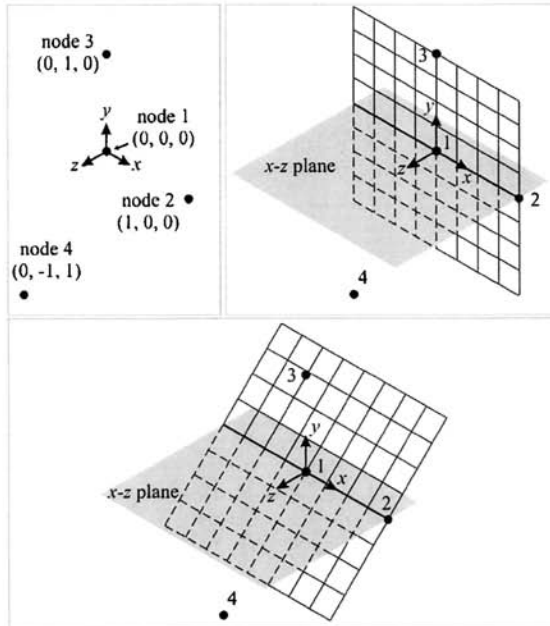 node 3
(0, 1, 0)
y
node 1
(0, 0, 0)
z
x
node 2
(1, 0, 0)
node 4
(0, -1, 1)
3
y
1
x-z plane
z
x
2
4
3
y
1
x-z plane
z
x
2
4